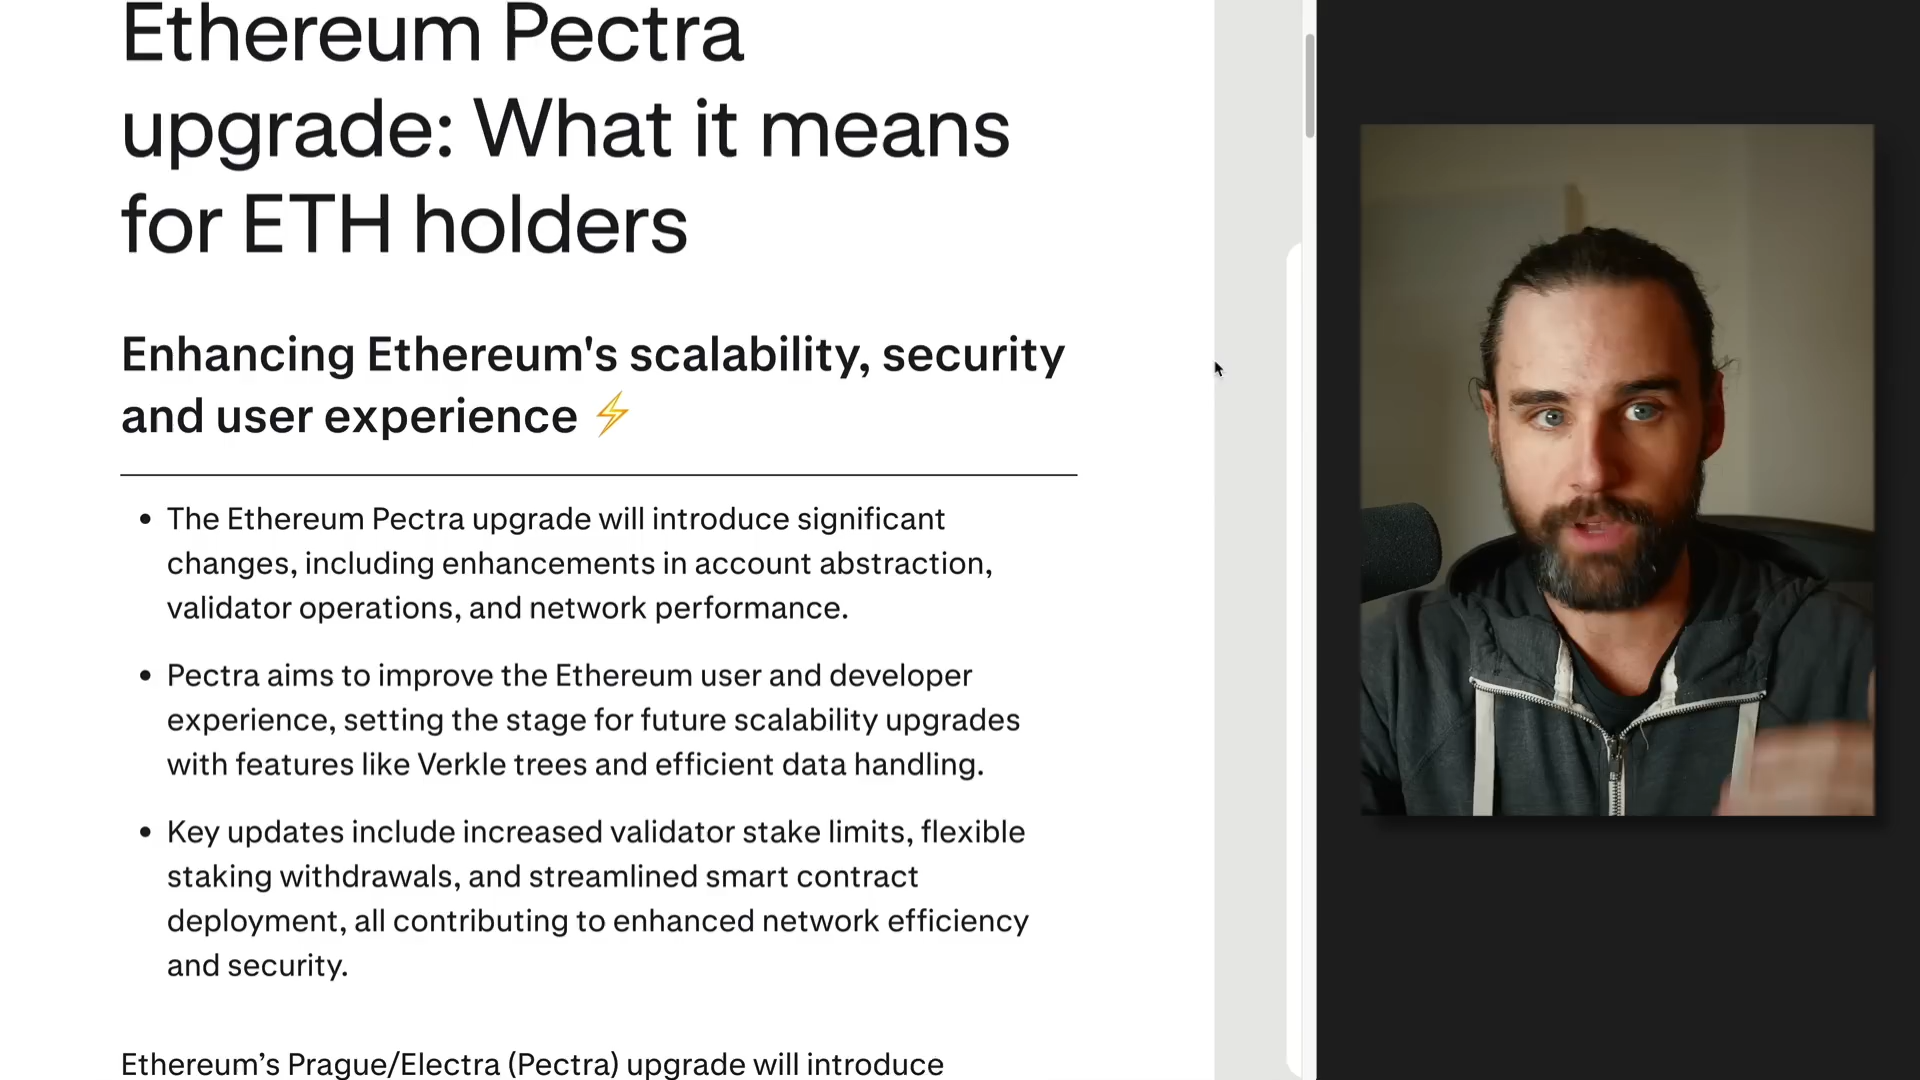 Ethereum Pectra
upgrade: What it means
for ETH holders
Enhancing Ethereum's scalability, security
and user experience ⚡
The Ethereum Pectra upgrade will introduce significant
changes, including enhancements in account abstraction,
validator operations, and network performance.
Pectra aims to improve the Ethereum user and developer
experience, setting the stage for future scalability upgrades
with features like Verkle trees and efficient data handling.
Key updates include increased validator stake limits, flexible
staking withdrawals, and streamlined smart contract
deployment, all contributing to enhanced network efficiency
and security.
Ethereum’s Prague/Electra (Pectra) upgrade will introduce